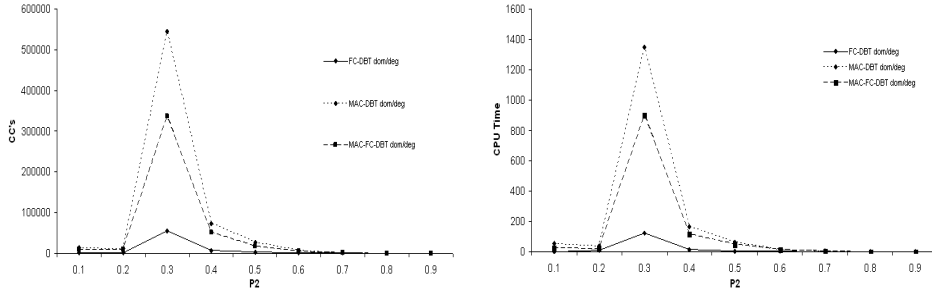 600000
500000
400000
300000
200000
100000
0
CC's
0.1 0.2 0.3 0.4 0.5 0.6 0.7 0.8 0.9
P2
FC-DBT dom/deg
MAC-DBT dom/deg
MAC-FC-DBT dom/deg
1600
1400
1200
1000
800
600
400
200
0
CPU Time
0.1 0.2 0.3 0.4 0.5 0.6 0.7 0.8 0.9
P2
FC-DBT dom/deg
MAC-DBT dom/deg
MAC-FC-DBT dom/deg